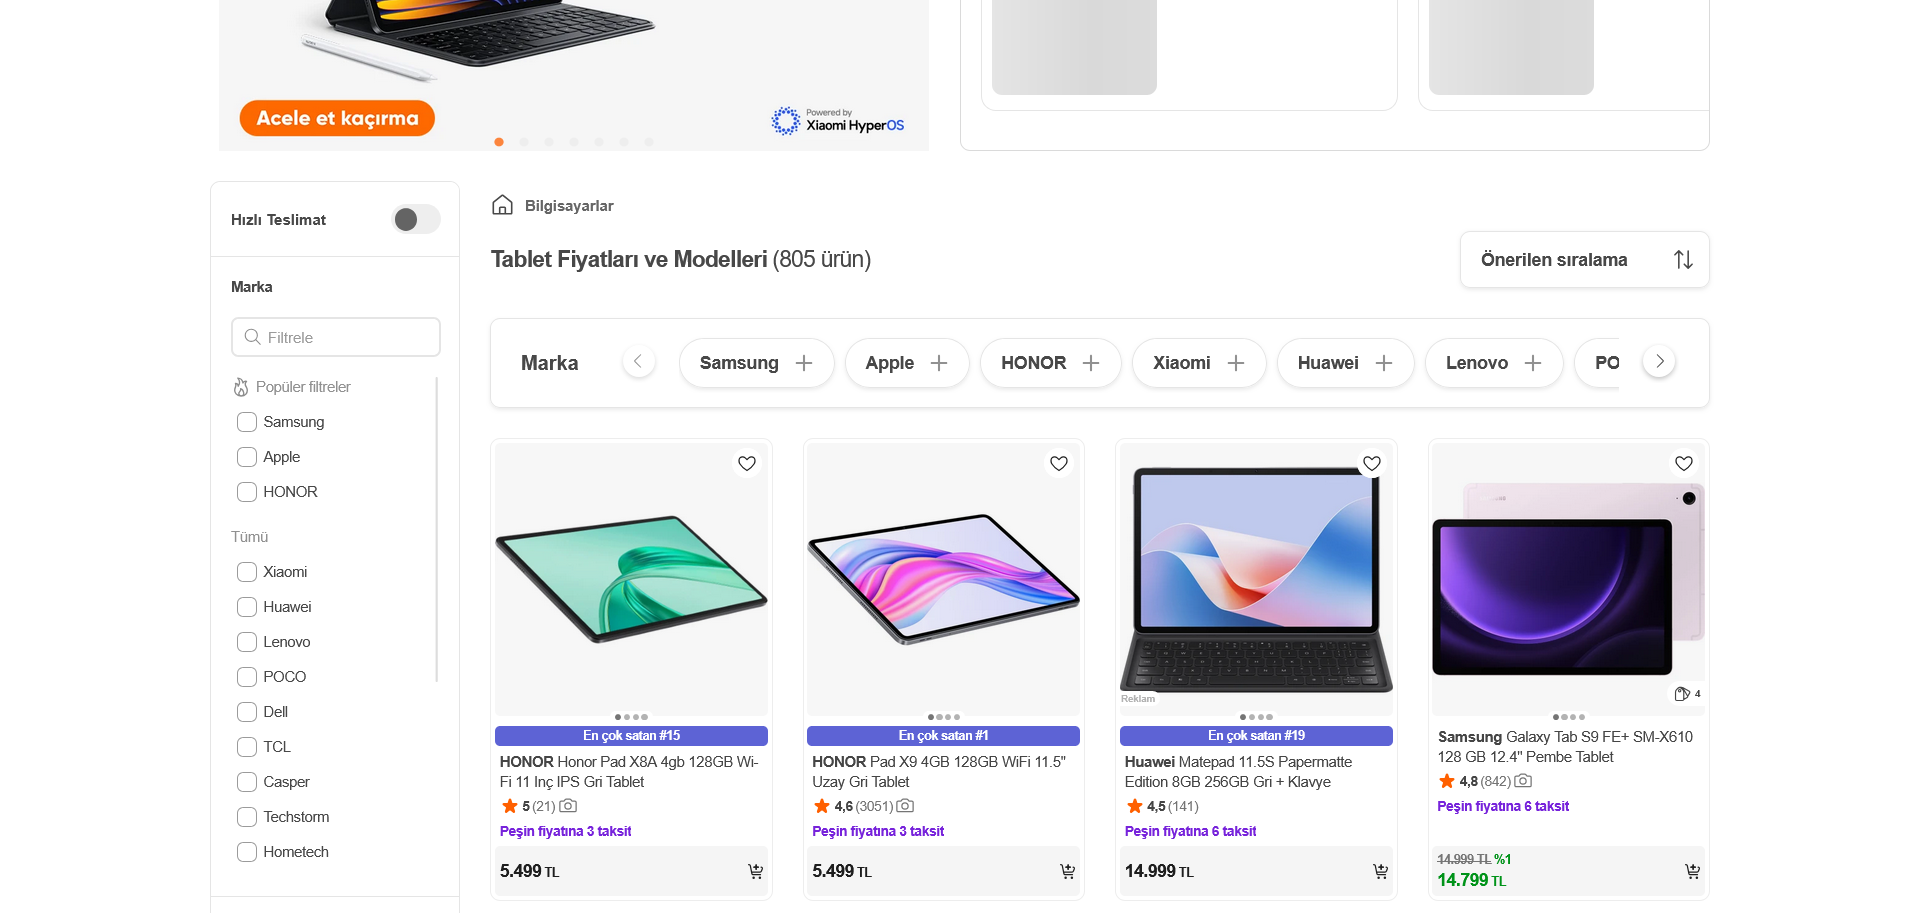 Acele et kaçırma
Powered by
Xiaomi HyperOS
Hızlı Teslimat
Marka
Filtrele
Popüler filtreler
Samsung
Apple
HONOR
Tümü
Xiaomi
Huawei
Lenovo
POCO
Dell
TCL
Casper
Techstorm
Hometech
Bilgisayarlar
Tablet Fiyatları ve Modelleri (805 ürün)
Önerilen sıralama
Marka
Samsung
Apple
HONOR
Xiaomi
Huawei
Lenovo
PO
En çok satan #15
HONOR Honor Pad X8A 4gb 128GB Wi-
Fi 11 Inç IPS Gri Tablet
5 (21)
Peşin fiyatına 3 taksit
5.499 TL
En çok satan #1
HONOR Pad X9 4GB 128GB WiFi 11.5"
Uzay Gri Tablet
4,6 (3051)
Peşin fiyatına 3 taksit
5.499 TL
Reklam
En çok satan #19
Huawei Matepad 11.5S Papermatte
Edition 8GB 256GB Gri + Klavye
4,5 (141)
Peşin fiyatına 6 taksit
14.999 TL
4
Samsung Galaxy Tab S9 FE+ SM-X610
128 GB 12.4" Pembe Tablet
4,8 (842)
Peşin fiyatına 6 taksit
14.999 TL %1
14.799 TL